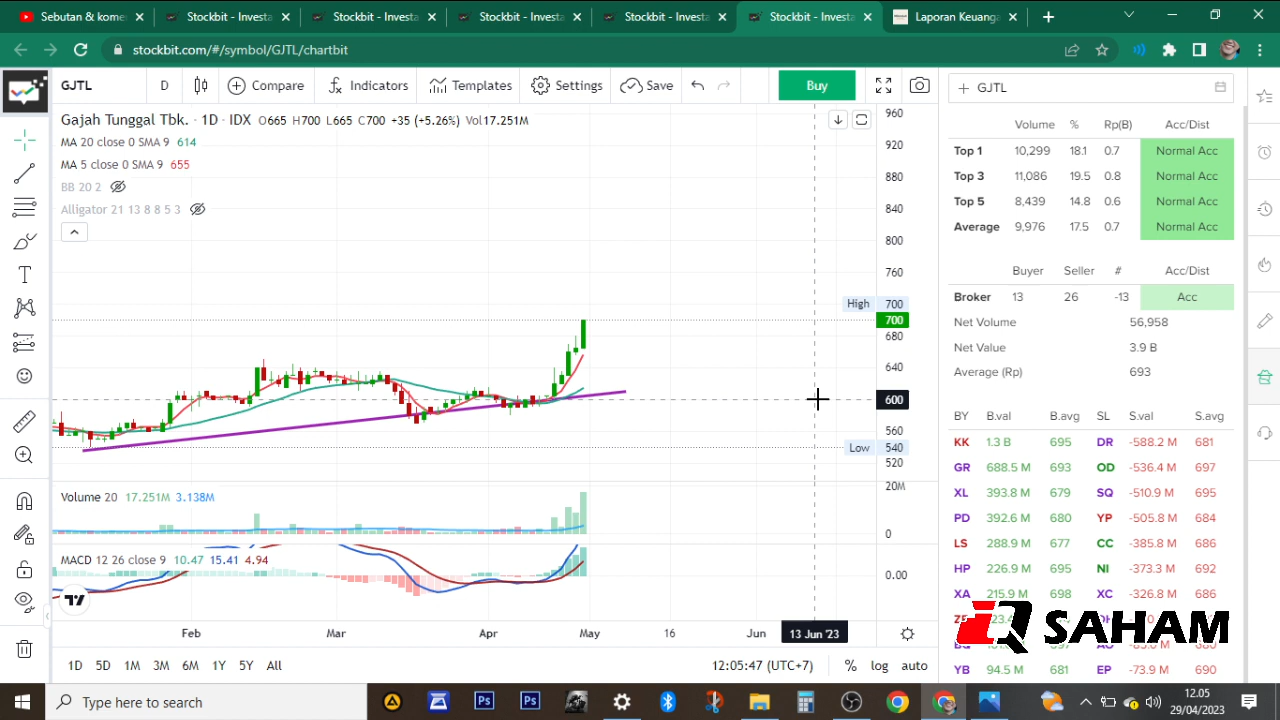 Sebutan & kome
Stockbit - Investa
Stockbit - Investa
Stockbit - Investa
Stockbit - Investa
Stockbit - Investa
Laporan Keuanga
stockbit.com/#/symbol/GJTL/chartbit
GJTL D Compare Indicators Templates Settings Save Buy
GJTL
Gajah Tunggal Tbk. · 1D · IDX O665 H700 L665 C700 +35 (+5.26%) Vol17.251M
MA 20 close 0 SMA 9 614
MA 5 close 0 SMA 9 655
BB 20 2
Alligator 21 13 8 8 5 3
960
920
880
840
800
760
High 700
700
680
640
600
560
Low 540
520
Volume 20 17.251M 3.138M
20M
0
MACD 12 26 close 9 10.47 15.41 4.94
0.00
Feb Mar Apr May 16 Jun 13 Jun '23
1D 5D 1M 3M 6M 1Y 5Y All 12:05:47 (UTC+7) % log auto
Volume % Rp(B) Acc/Dist
Top 1 10,299 18.1 0.7 Normal Acc
Top 3 11,086 19.5 0.8 Normal Acc
Top 5 8,439 14.8 0.6 Normal Acc
Average 9,976 17.5 0.7 Normal Acc
Buyer Seller # Acc/Dist
Broker 13 26 -13 Acc
Net Volume 56,958
Net Value 3.9 B
Average (Rp) 693
BY B.val B.avg SL S.val S.avg
KK 1.3 B 695 DR -588.2 M 681
GR 688.5 M 693 OD -536.4 M 697
XL 393.8 M 679 SQ -510.9 M 695
PD 392.6 M 680 YP -505.8 M 684
LS 288.9 M 677 CC -385.8 M 686
HP 226.9 M 695 NI -373.3 M 692
XA 215.9 M 698 XC -326.8 M 686
YB 94.5 M 681 EP -73.9 M 690
iQ SAHAM
Type here to search
12.05
29/04/2023